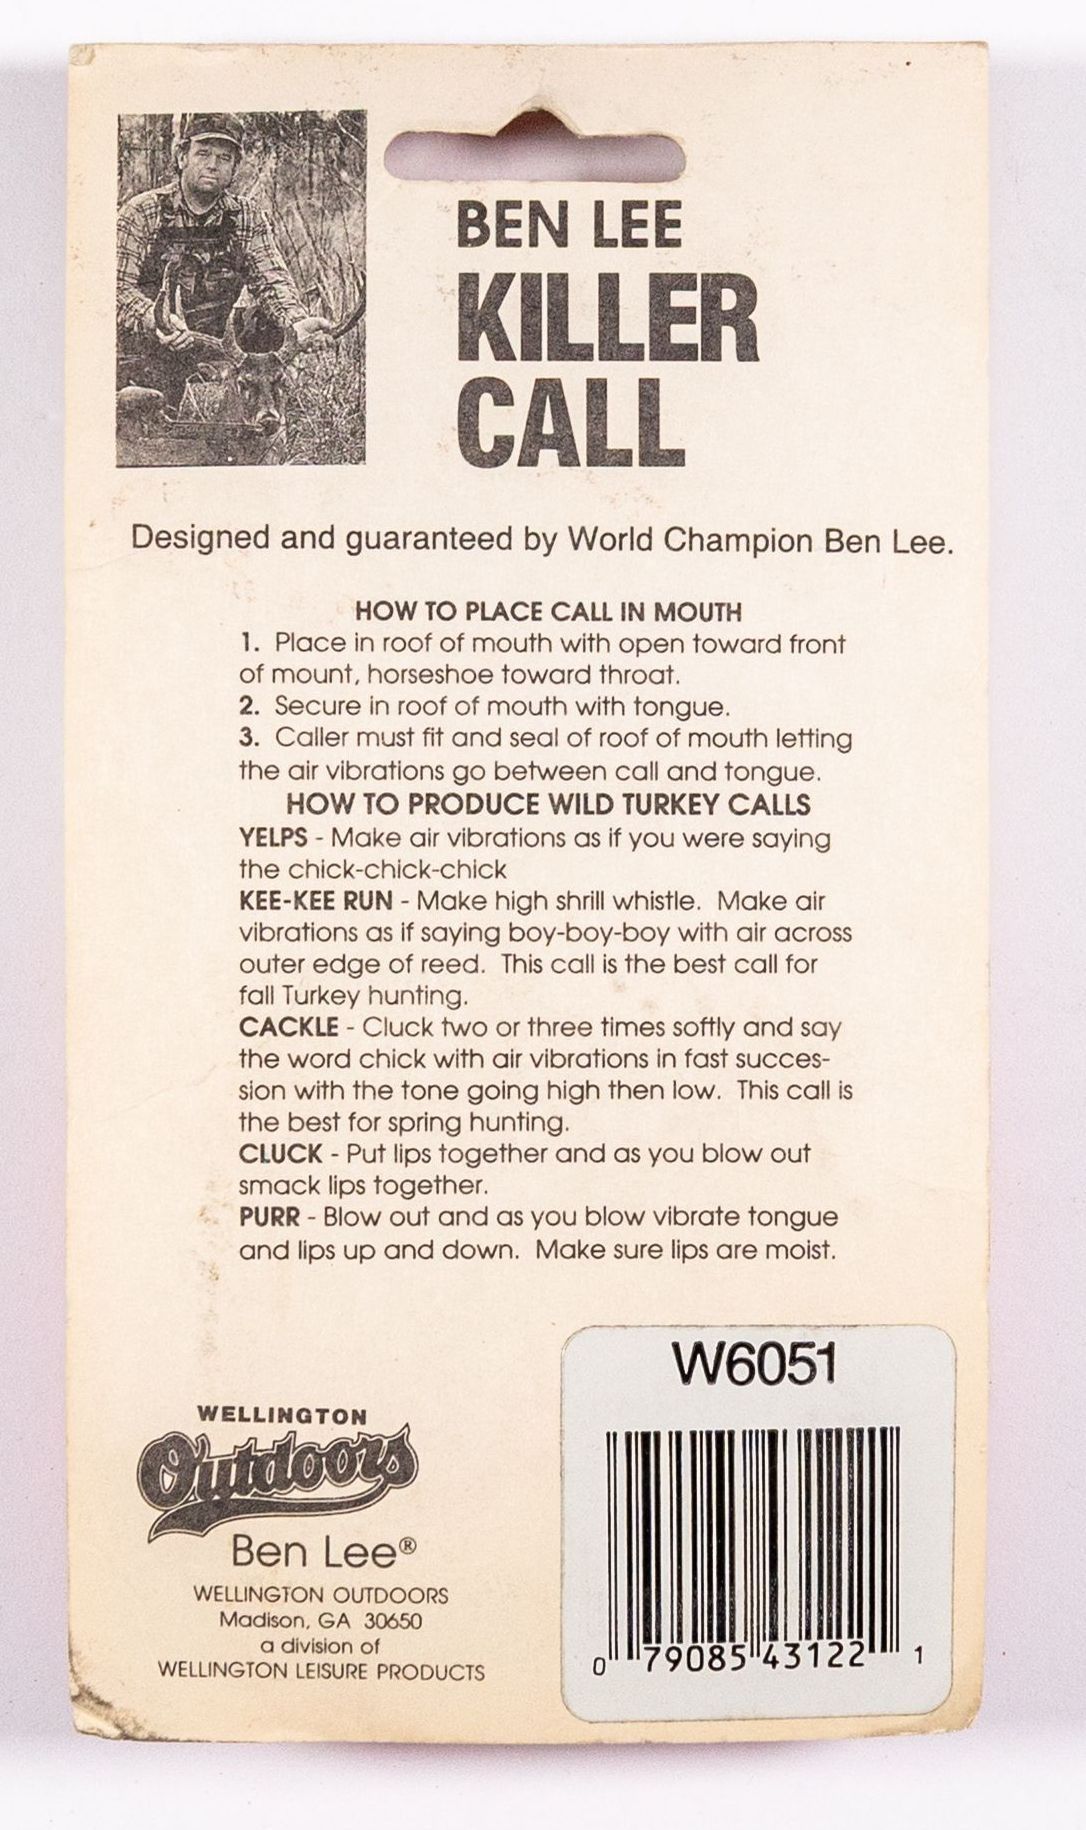 BEN LEE
KILLER
CALL
Designed and guaranteed by World Champion Ben Lee.
HOW TO PLACE CALL IN MOUTH
1. Place in roof of mouth with open toward front
of mount, horseshoe toward throat.
2. Secure in roof of mouth with tongue.
3. Caller must fit and seal of roof of mouth letting
the air vibrations go between call and tongue.
HOW TO PRODUCE WILD TURKEY CALLS
YELPS - Make air vibrations as if you were saying
the chick-chick-chick
KEE-KEE RUN - Make high shrill whistle. Make air
vibrations as if saying boy-boy-boy with air across
outer edge of reed. This call is the best call for
fall Turkey hunting.
CACKLE - Cluck two or three times softly and say
the word chick with air vibrations in fast succes-
sion with the tone going high then low. This call is
the best for spring hunting.
CLUCK - Put lips together and as you blow out
smack lips together.
PURR - Blow out and as you blow vibrate tongue
and lips up and down. Make sure lips are moist.
WELLINGTON
Outdoors
Ben Lee®
WELLINGTON OUTDOORS
Madison, GA 30650
a division of
WELLINGTON LEISURE PRODUCTS
W6051
0 79085 43122 1